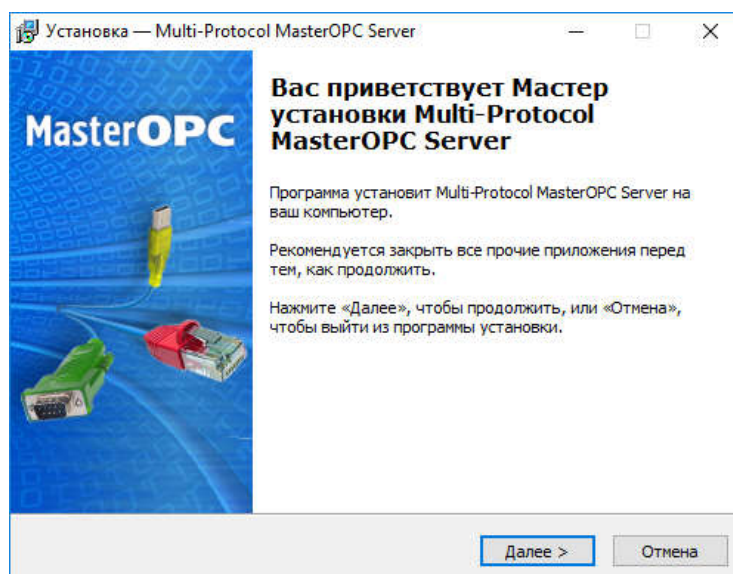 Установка — Multi-Protocol MasterOPC Server
MasterOPC
Вас приветствует Мастер
установки Multi-Protocol
MasterOPC Server
Программа установит Multi-Protocol MasterOPC Server на
ваш компьютер.
Рекомендуется закрыть все прочие приложения перед
тем, как продолжить.
Нажмите «Далее», чтобы продолжить, или «Отмена»,
чтобы выйти из программы установки.
Далее >
Отмена